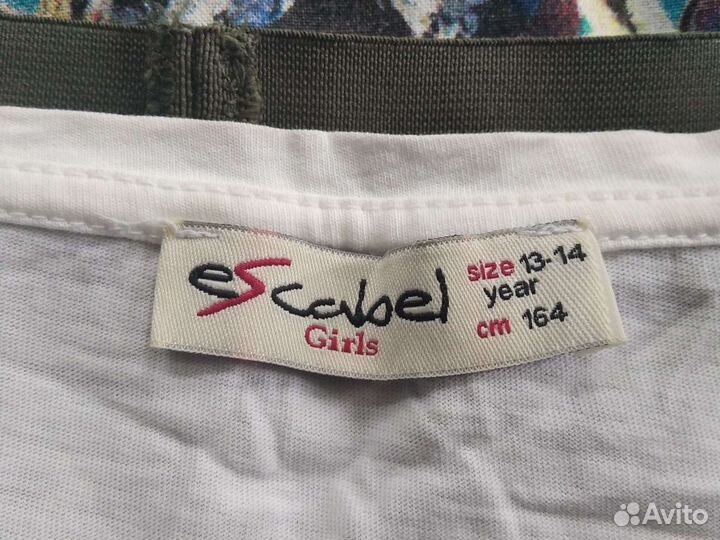 eScabel
Girls
size 13-14
year
cm 164
Avito